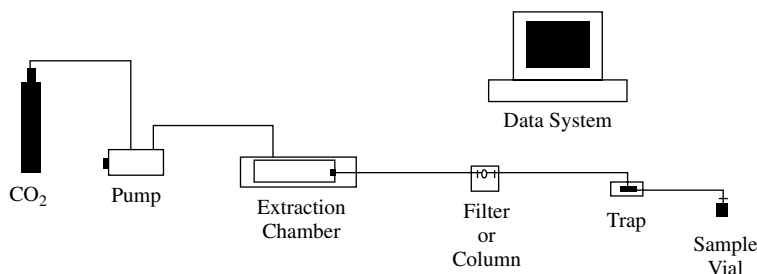 Data System
CO₂
Pump
Extraction
Chamber
Filter
or
Column
Trap
Sample
Vial